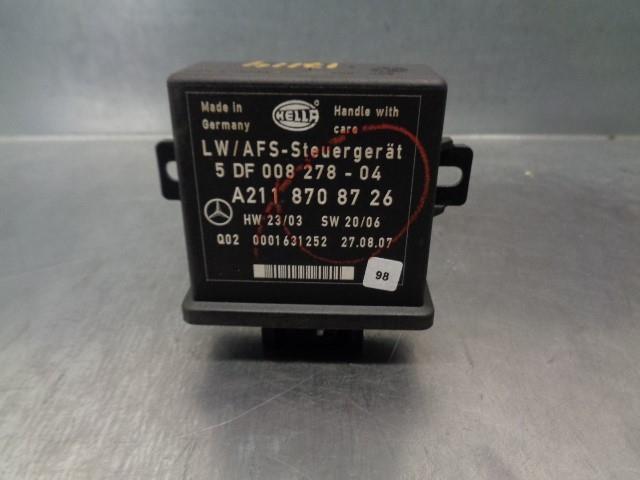 Made in
Germany
HELLA
Handle with
care
LW/AFS-Steuergerät
5 DF 008 278 - 04
A211 870 87 26
HW 23/03 SW 20/06
Q02 0001631252 27.08.07
98